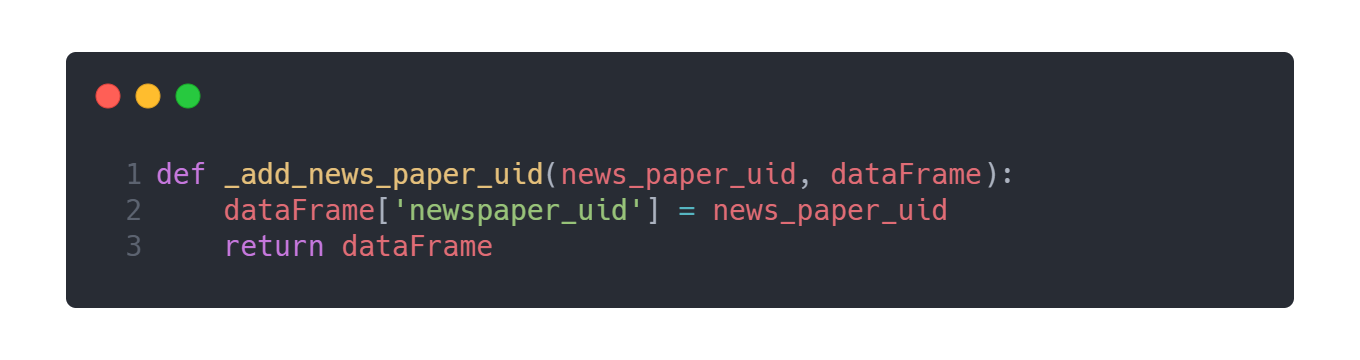 1 def _add_news_paper_uid(news_paper_uid, dataFrame):
2     dataFrame['newspaper_uid'] = news_paper_uid
3     return dataFrame